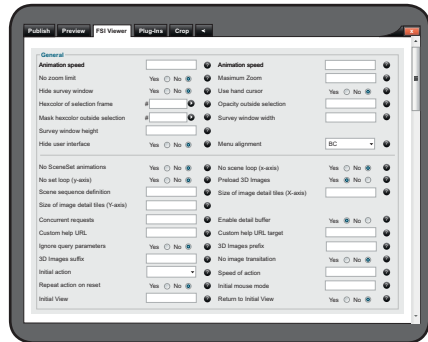 Publish Preview FSI Viewer Plug-Ins Crop
General
Animation speed ? Animation speed ?
No zoom limit Yes No ? Maximum Zoom ?
Hide survey window Yes No ? Use hand cursor Yes No ?
Hexcolor of selection frame # ? Opacity outside selection ?
Mask hexcolor outside selection # ? Survey window width ?
Survey window height ?
Hide user interface Yes No ? Menu alignment BC ?
No SceneSet animations Yes No ? No scene loop (x-axis) Yes No ?
No set loop (y-axis) Yes No ? Preload 3D Images Yes No ?
Scene sequence definition ? Size of image detail tiles (X-axis) ?
Size of image detail tiles (Y-axis) ?
Concurrent requests ? Enable detail buffer Yes No ?
Custom help URL ? Custom help URL target ?
Ignore query parameters Yes No ? 3D Images prefix ?
3D Images suffix ? No image transitation Yes No ?
Initial action ? Speed of action ?
Repeat action on reset Yes No ? Initial mouse mode ?
Initial View ? Return to Initial View Yes No ?